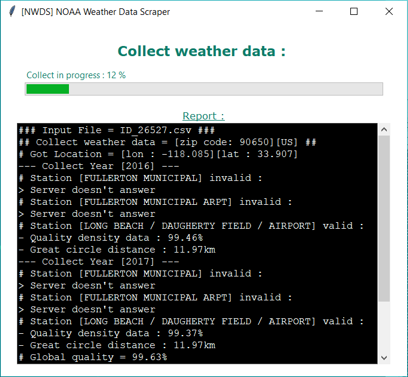 [NWDS] NOAA Weather Data Scraper
Collect weather data :
Collect in progress : 12 %
Report :
### Input File = ID_26527.csv ###
## Collect weather data = [zip code: 90650][US] ##
# Got Location = [lon : -118.085][lat : 33.907]
--- Collect Year [2016] ---
# Station [FULLERTON MUNICIPAL] invalid :
> Server doesn't answer
# Station [FULLERTON MUNICIPAL ARPT] invalid :
> Server doesn't answer
# Station [LONG BEACH / DAUGHERTY FIELD / AIRPORT] valid :
- Quality density data : 99.46%
- Great circle distance : 11.97km
--- Collect Year [2017] ---
# Station [FULLERTON MUNICIPAL] invalid :
> Server doesn't answer
# Station [FULLERTON MUNICIPAL ARPT] invalid :
> Server doesn't answer
# Station [LONG BEACH / DAUGHERTY FIELD / AIRPORT] valid :
- Quality density data : 99.37%
- Great circle distance : 11.97km
# Global quality = 99.63%